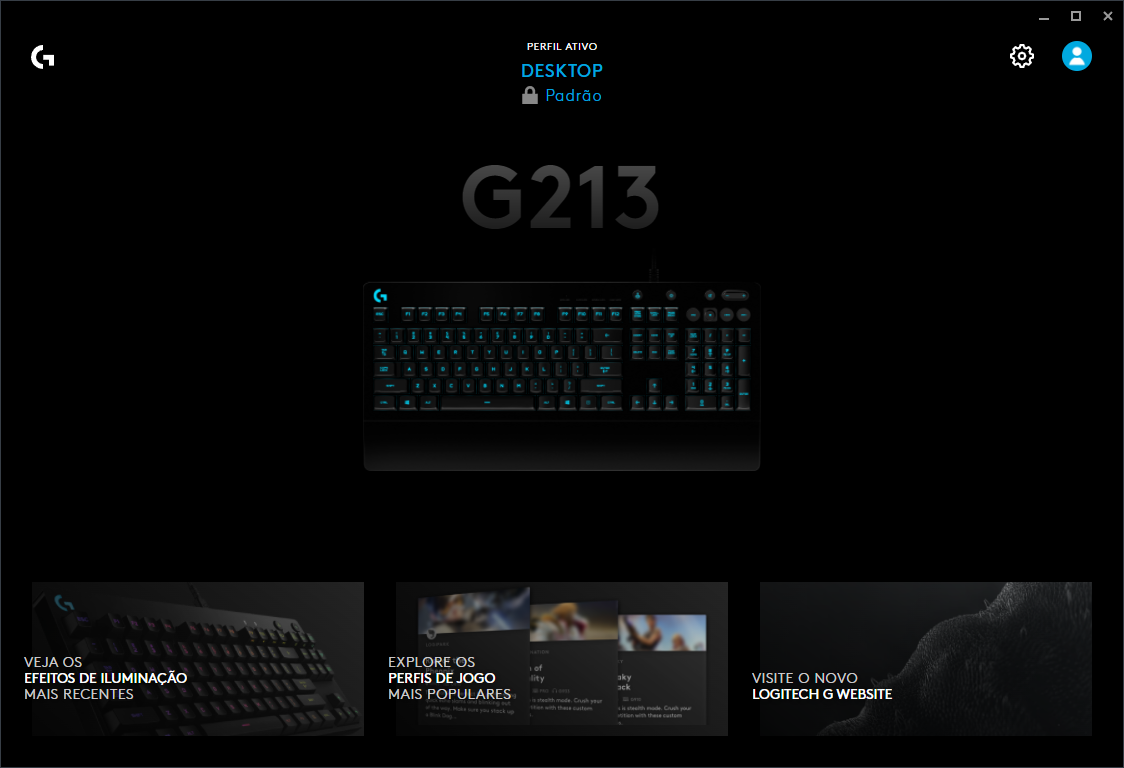 PERFIL ATIVO
DESKTOP
Padrão
G213
VEJA OS
EFEITOS DE ILUMINAÇÃO
MAIS RECENTES
EXPLORE OS
PERFIS DE JOGO
MAIS POPULARES
VISITE O NOVO
LOGITECH G WEBSITE